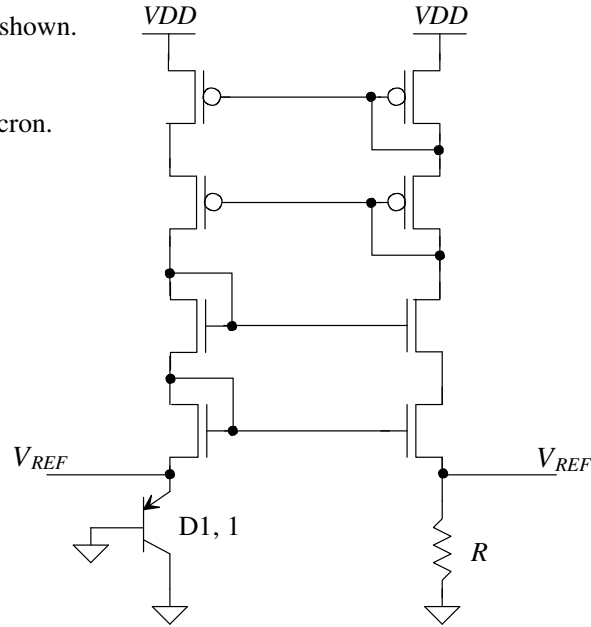 shown.
VDD
VDD
cron.
V_REF
V_REF
D1, 1
R